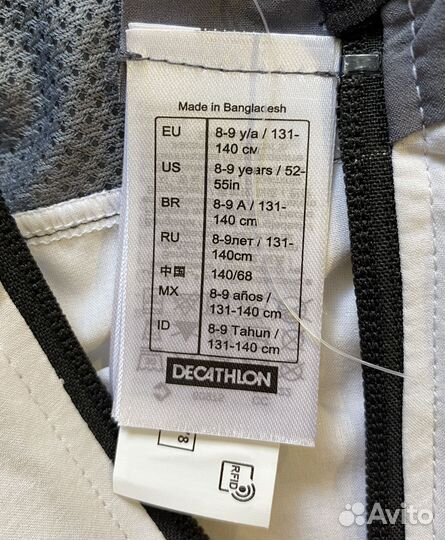 Made in Bangladesh
EU 8-9 y/a / 131-
140 см
US 8-9 years / 52-
55in
BR 8-9 A / 131-
140 cm
RU 8-9лет / 131-
140cm
中国 140/68
MX 8-9 años /
131-140 cm
ID 8-9 Tahun /
131-140 cm
DECATHLON
RFID
Avito